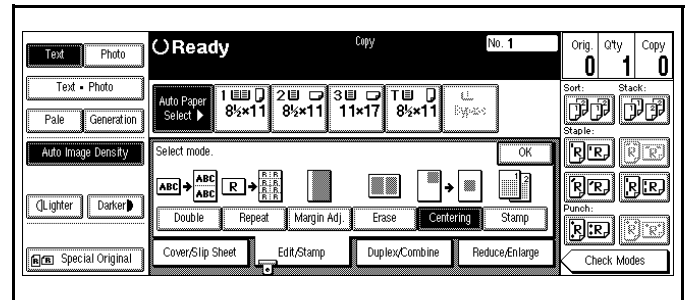 Text Photo
Text • Photo
Pale Generation
Auto Image Density
Lighter Darker
Special Original
Ready
Copy
No. 1
Auto Paper
Select ▶
1
8½×11
2
8½×11
3
11×17
T
8½×11
Bypass
Select mode.
OK
ABC → ABC
ABC
R → R R
R R
R R
1 2
Double Repeat Margin Adj. Erase Centering Stamp
Cover/Slip Sheet Edit/Stamp Duplex/Combine Reduce/Enlarge
Orig. Q'ty Copy
0 1 0
Sort: Stack:
Staple:
R R R R
R R R R
Punch:
R R R R
Check Modes